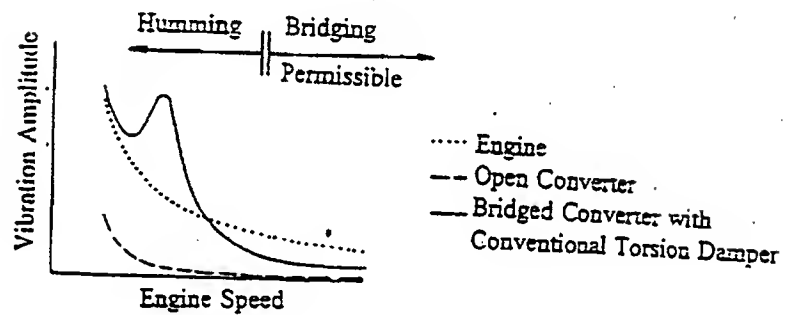 Humming
Bridging
Permissible
Vibration Amplitude
Engine Speed
Engine
Open Converter
Bridged Converter with
Conventional Torsion Damper